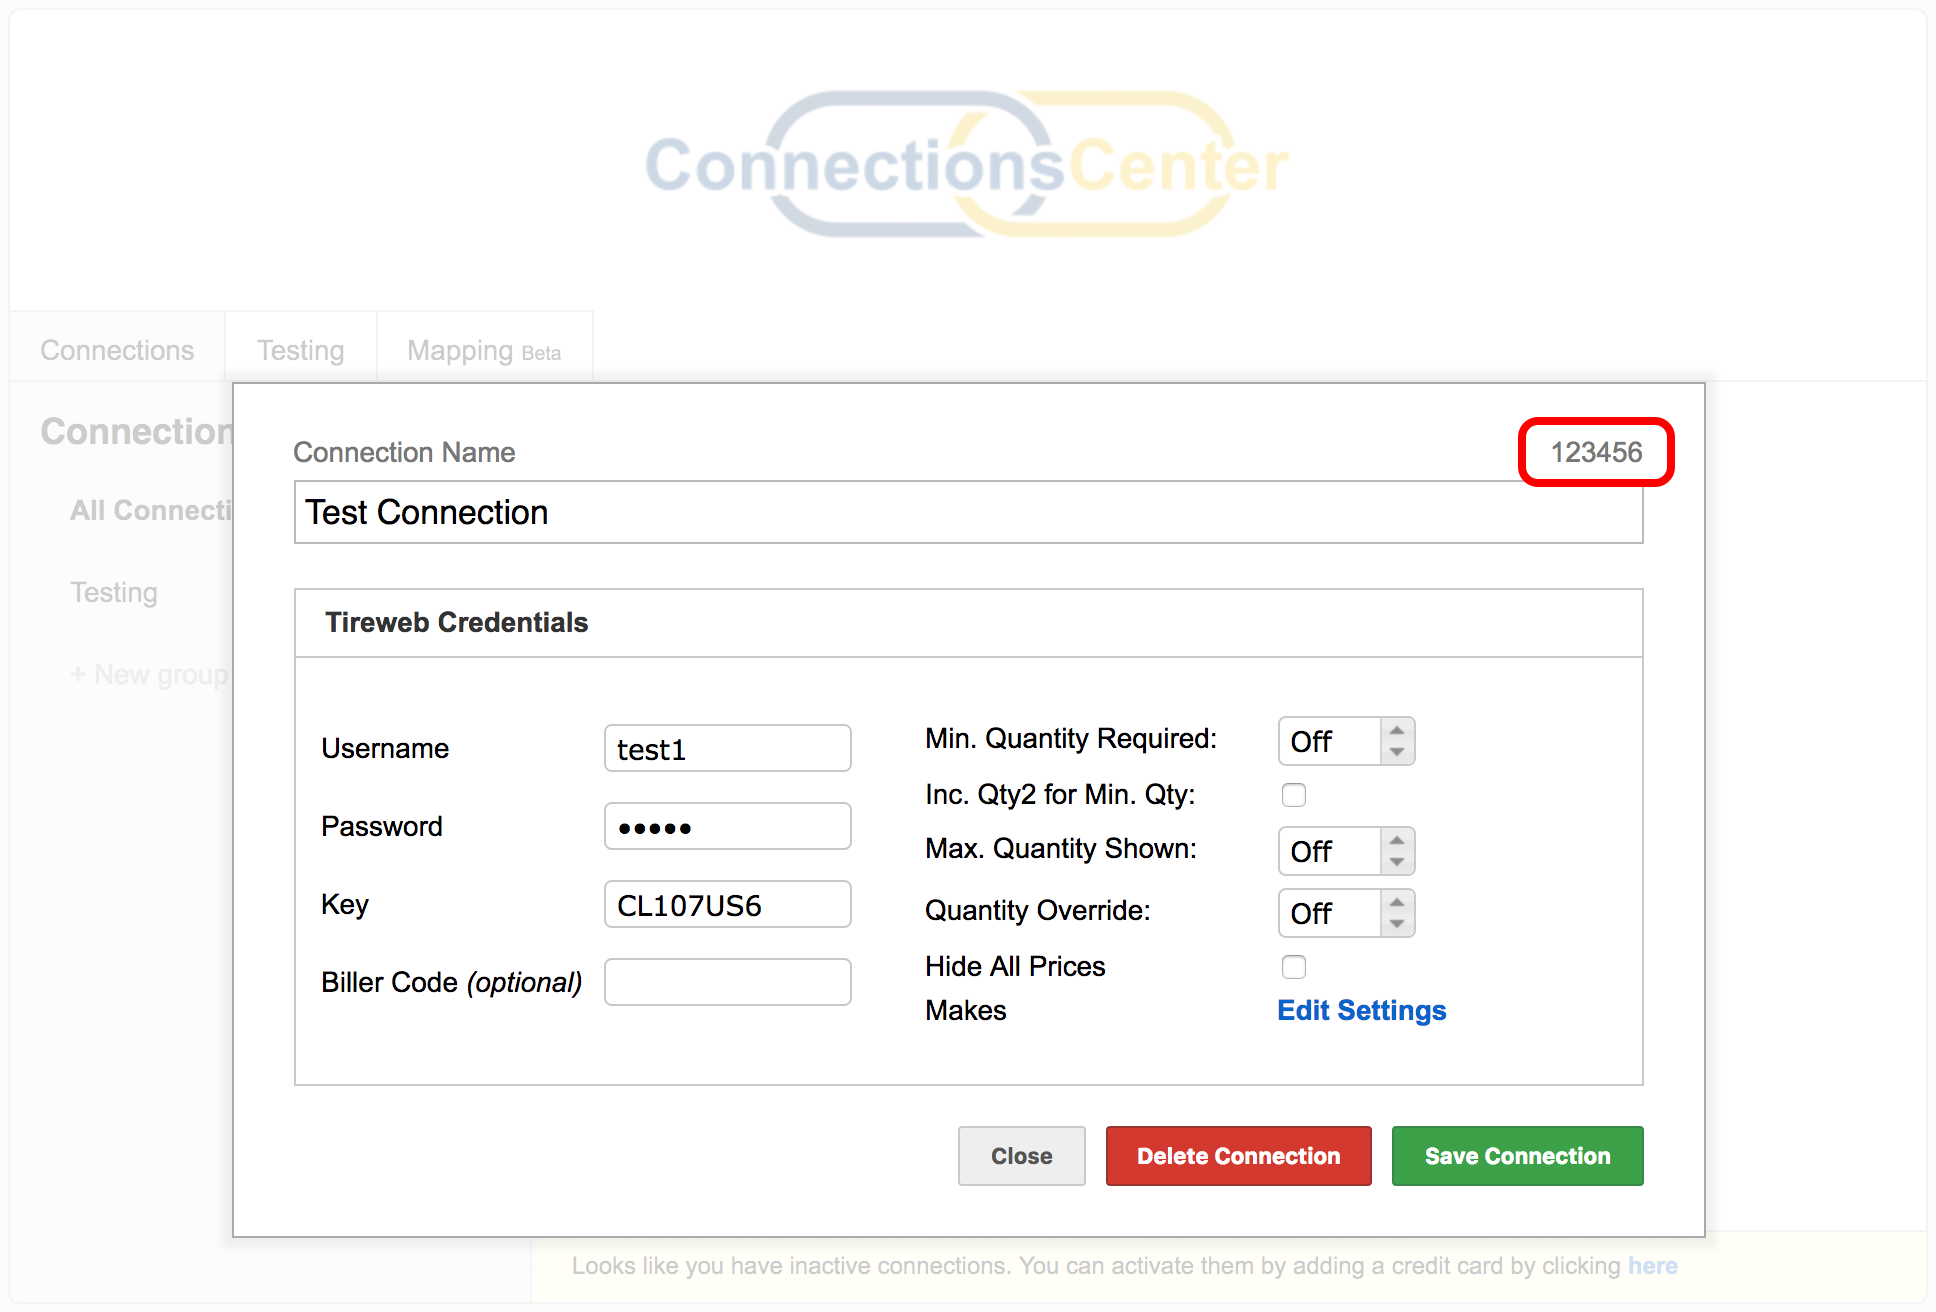 ConnectionsCenter
Connections
Testing
Mapping Beta
Connection
All Connecti
Testing
+ New group
Connection Name
123456
Test Connection
Tireweb Credentials
Username
test1
Password
•••••
Key
CL107US6
Biller Code (optional)
Min. Quantity Required:
Off
Inc. Qty2 for Min. Qty:
Max. Quantity Shown:
Off
Quantity Override:
Off
Hide All Prices
Makes
Edit Settings
Close
Delete Connection
Save Connection
Looks like you have inactive connections. You can activate them by adding a credit card by clicking here